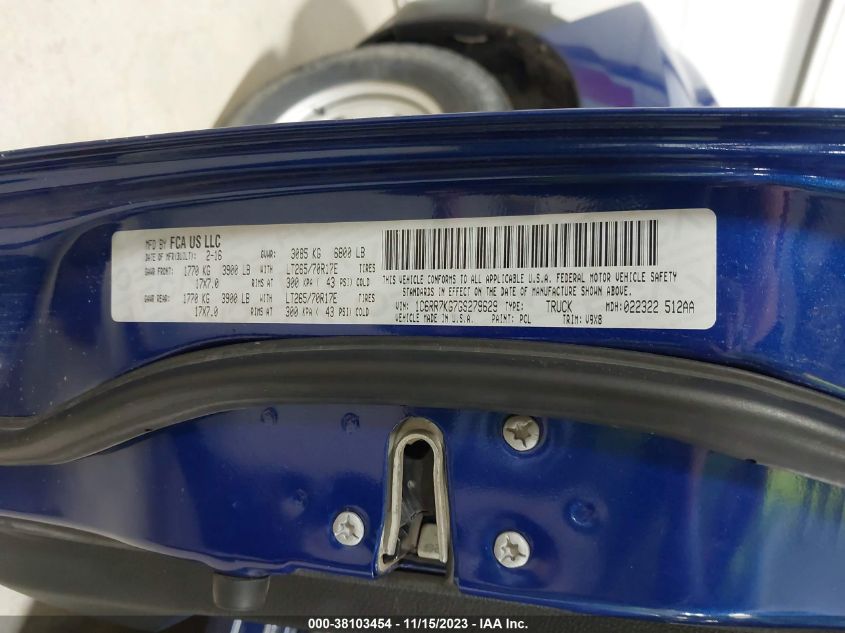 MFD BY FCA US LLC
DATE OF MFR(BUILT): 2-16 GVWR: 3085 KG 6800 LB
GAWR FRONT: 1770 KG 3900 LB WITH LT265/70R17E TIRES
17X7.0 RIMS AT 300 KPA ( 43 PSI) COLD
GAWR REAR: 1770 KG 3900 LB WITH LT265/70R17E TIRES
17X7.0 RIMS AT 300 KPA ( 43 PSI) COLD
THIS VEHICLE CONFORMS TO ALL APPLICABLE U.S.A. FEDERAL MOTOR VEHICLE SAFETY
STANDARDS IN EFFECT ON THE DATE OF MANUFACTURE SHOWN ABOVE.
VIN: 1C6RR7KG7GS279629 TYPE: TRUCK MDH: 022322 512AA
VEHICLE MADE IN U.S.A. PAINT: PCL TRIM: V9X8
000-38103454 - 11/15/2023 - IAA Inc.